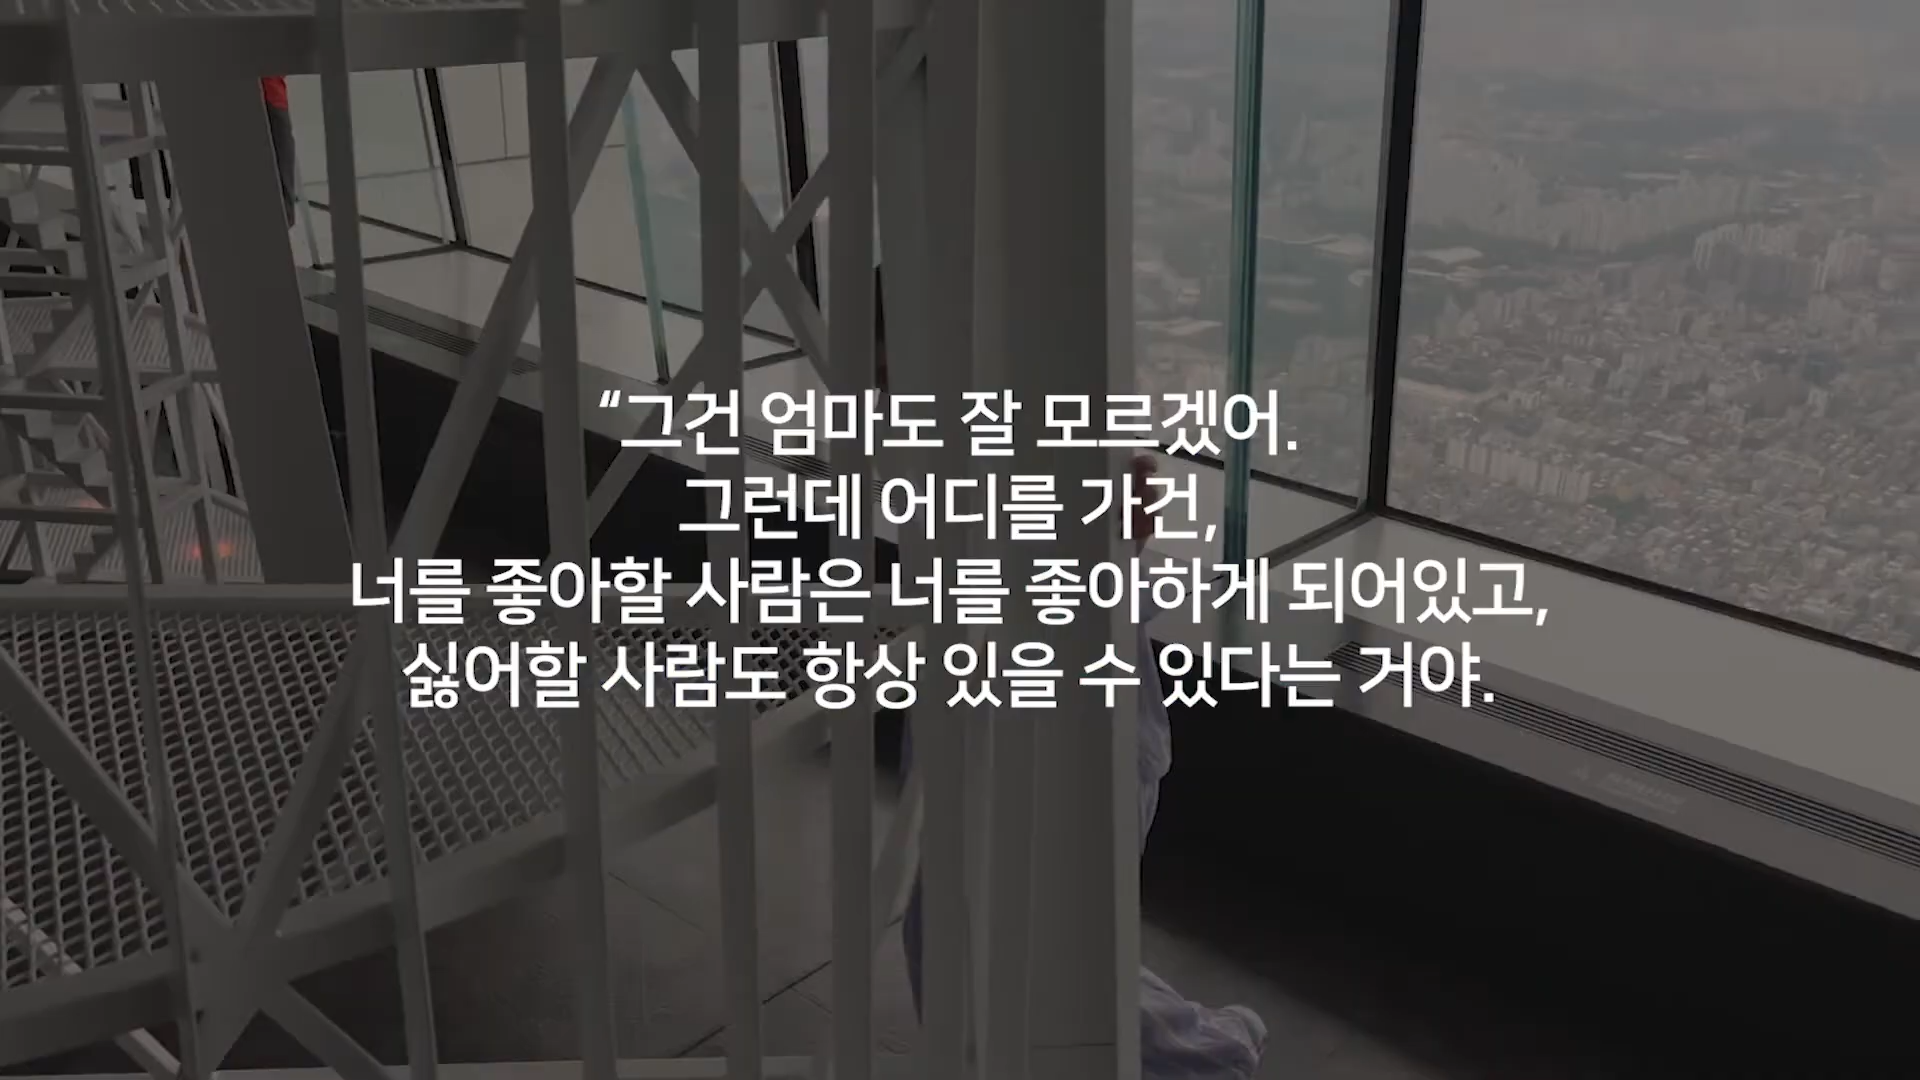 “그건 엄마도 잘 모르겠어.
그런데 어디를 가건,
너를 좋아할 사람은 너를 좋아하게 되어있고,
싫어할 사람도 항상 있을 수 있다는 거야.